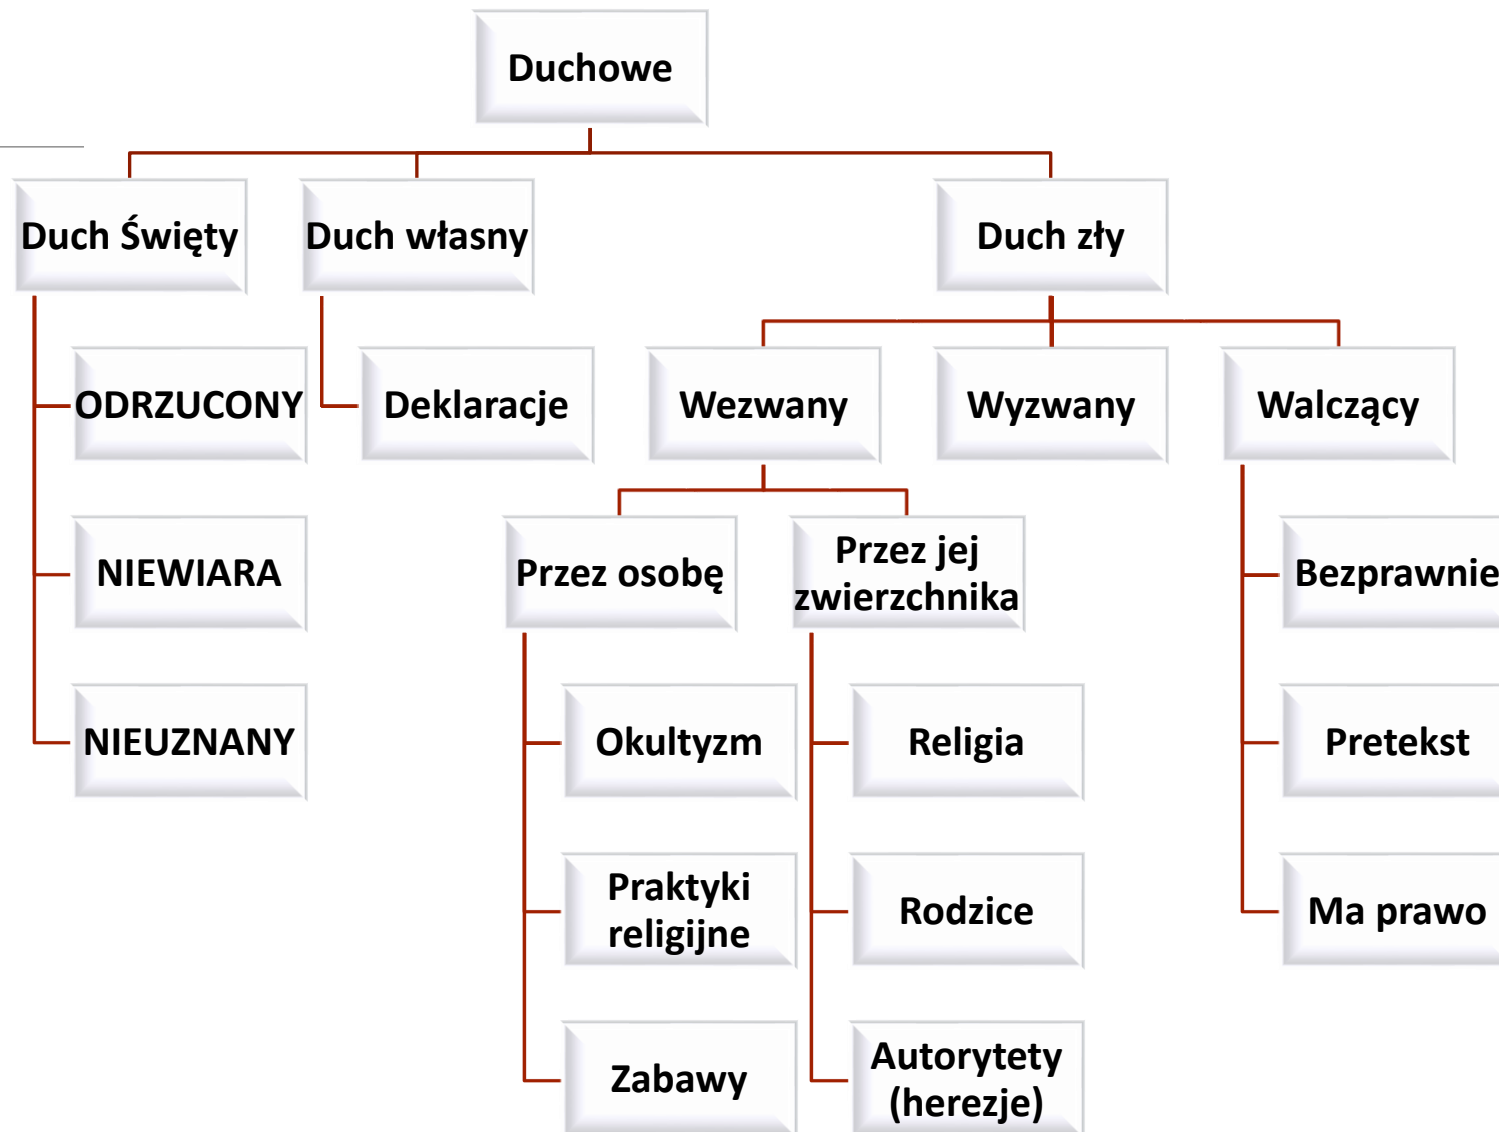 Duchowe
Duch Święty
Duch własny
Duch zły
ODRZUCONY
Deklaracje
Wezwany
Wyzwany
Walczący
NIEWIARA
Przez osobę
Przez jej
zwierzchnika
Bezprawnie
NIEUZNANY
Okultyzm
Religia
Pretekst
Praktyki
religijne
Rodzice
Ma prawo
Zabawy
Autorytety
(herezje)